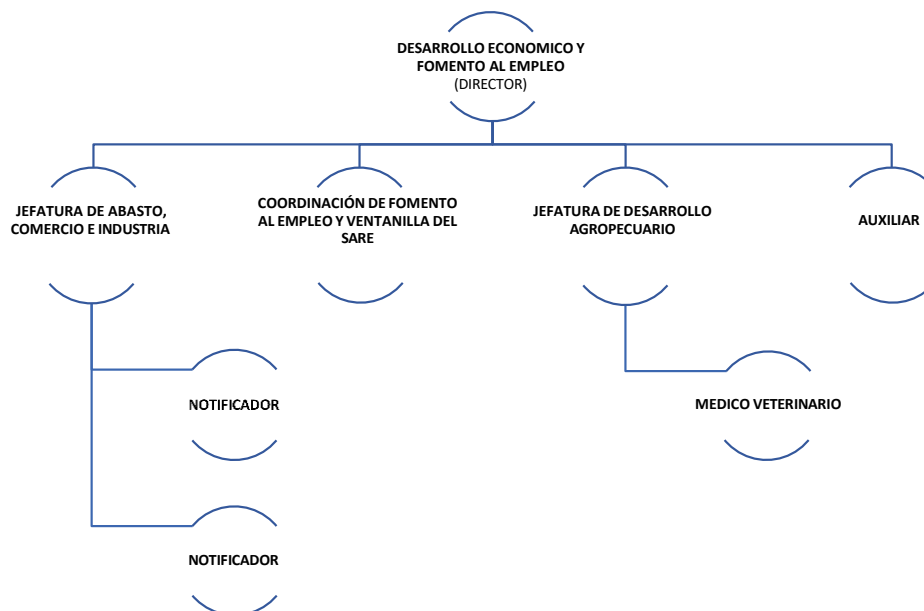 DESARROLLO ECONOMICO Y
FOMENTO AL EMPLEO
(DIRECTOR)
JEFATURA DE ABASTO,
COMERCIO E INDUSTRIA
COORDINACIÓN DE FOMENTO
AL EMPLEO Y VENTANILLA DEL
SARE
JEFATURA DE DESARROLLO
AGROPECUARIO
AUXILIAR
NOTIFICADOR
MEDICO VETERINARIO
NOTIFICADOR